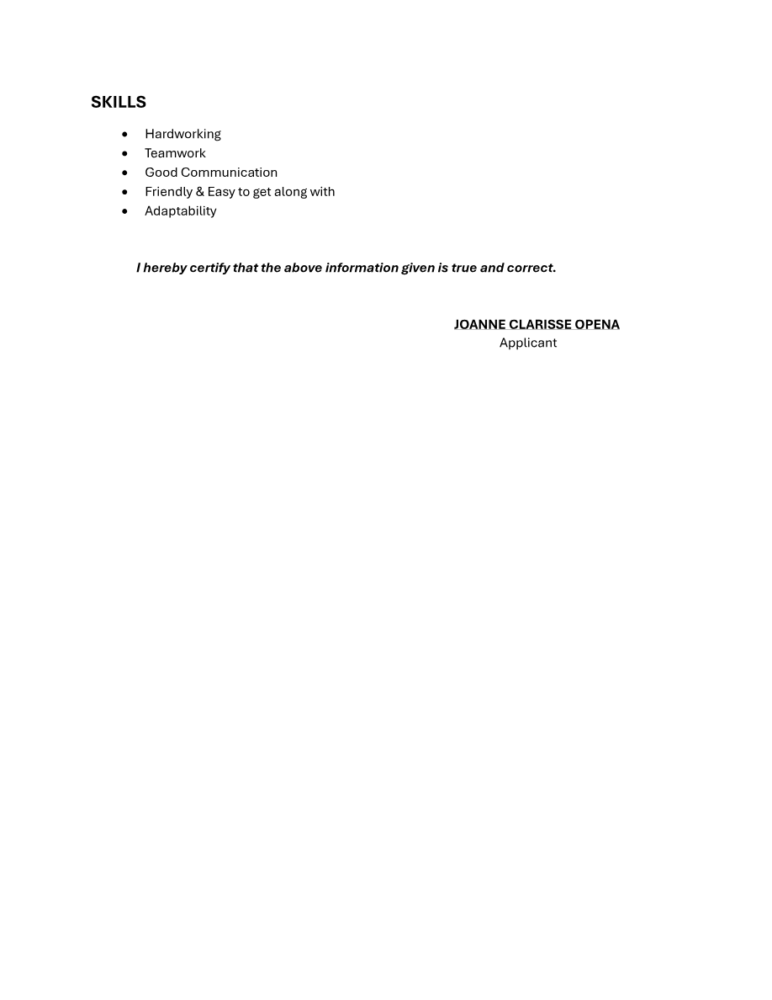 SKILLS
• Hardworking
• Teamwork
• Good Communication
• Friendly & Easy to get along with
• Adaptability
I hereby certify that the above information given is true and correct.
JOANNE CLARISSE OPENA
Applicant